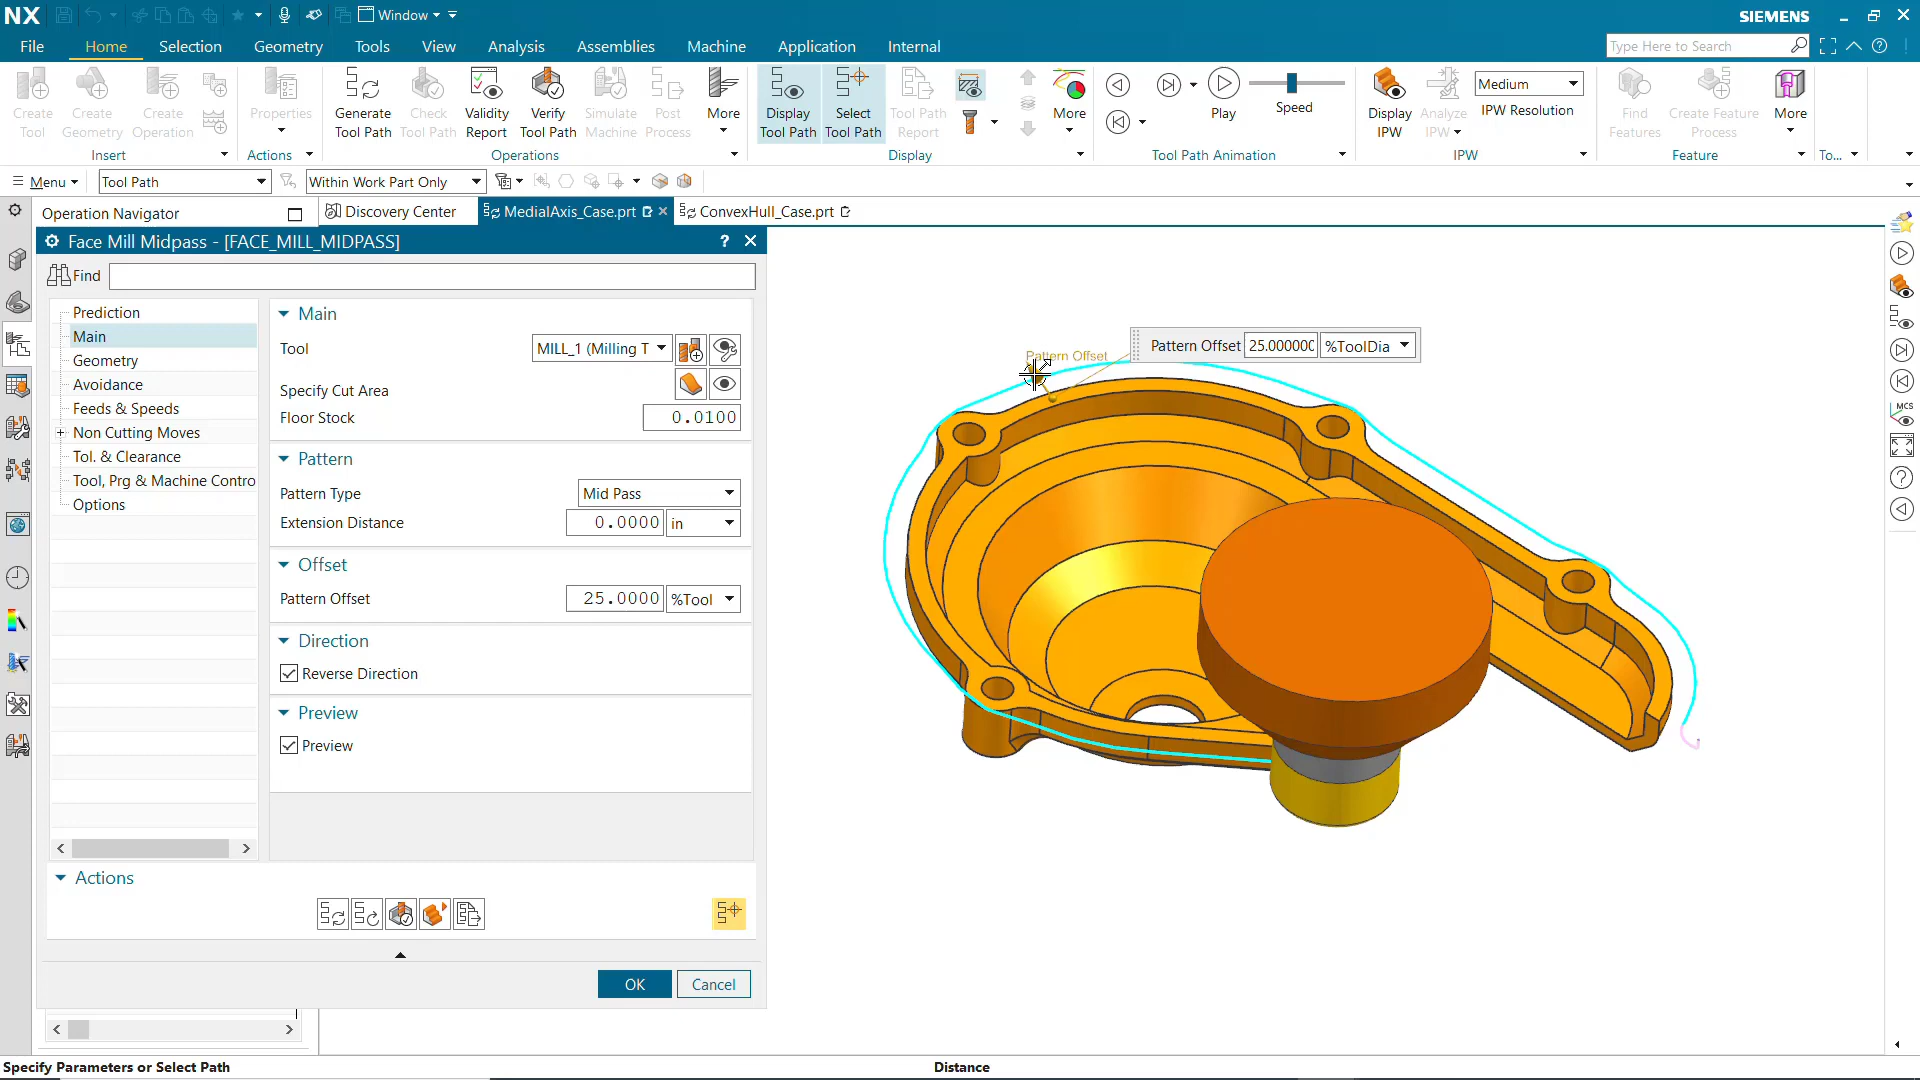 NX Window SIEMENS
File Home Selection Geometry Tools View Analysis Assemblies Machine Application Internal Type Here to Search
Create Tool Create Geometry Create Operation Properties Generate Tool Path Check Tool Path Validity Report Verify Tool Path Simulate Machine Post Process More Display Tool Path Select Tool Path Tool Path Report More Play Speed Display IPW Analyze IPW Medium IPW Resolution Find Features Create Feature Process More
Insert Actions Operations Display Tool Path Animation IPW Feature To...
Menu Tool Path Within Work Part Only
Operation Navigator Discovery Center MedialAxis_Case.prt ConvexHull_Case.prt
Face Mill Midpass - [FACE_MILL_MIDPASS] ?
Find
Prediction
Main
Geometry
Avoidance
Feeds & Speeds
Non Cutting Moves
Tol. & Clearance
Tool, Prg & Machine Contro
Options
Main
Tool MILL_1 (Milling T
Specify Cut Area
Floor Stock 0.0100
Pattern
Pattern Type Mid Pass
Extension Distance 0.0000 in
Offset
Pattern Offset 25.0000 %Tool
Direction
Reverse Direction
Preview
Preview
Actions
OK Cancel
Pattern Offset
Pattern Offset 25.000000 %ToolDia
MCS
Specify Parameters or Select Path Distance